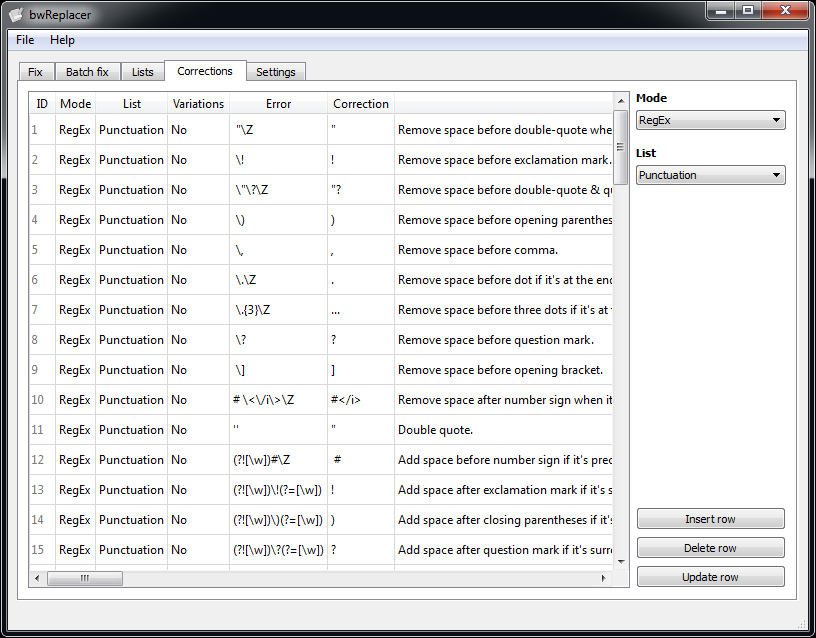 bwReplacer
File Help
Fix Batch fix Lists Corrections Settings
ID Mode List Variations Error Correction
1 RegEx Punctuation No "\Z " Remove space before double-quote whe
2 RegEx Punctuation No \! ! Remove space before exclamation mark.
3 RegEx Punctuation No \"\?\Z "? Remove space before double-quote & qu
4 RegEx Punctuation No \) ) Remove space before opening parenthes
5 RegEx Punctuation No \, , Remove space before comma.
6 RegEx Punctuation No \.\Z . Remove space before dot if it's at the end
7 RegEx Punctuation No \.{3}\Z ... Remove space before three dots if it's at
8 RegEx Punctuation No \? ? Remove space before question mark.
9 RegEx Punctuation No \] ] Remove space before opening bracket.
10 RegEx Punctuation No # \<\/i\>\Z #</i> Remove space after number sign when it
11 RegEx Punctuation No '' " Double quote.
12 RegEx Punctuation No (?![\w])#\Z # Add space before number sign if it's prec
13 RegEx Punctuation No (?![\w])\!(?=[\w]) ! Add space after exclamation mark if it's s
14 RegEx Punctuation No (?![\w])\)(?=[\w]) ) Add space after closing parentheses if it's
15 RegEx Punctuation No (?![\w])\?(?=[\w]) ? Add space after question mark if it's surro
Mode
RegEx
List
Punctuation
Insert row
Delete row
Update row